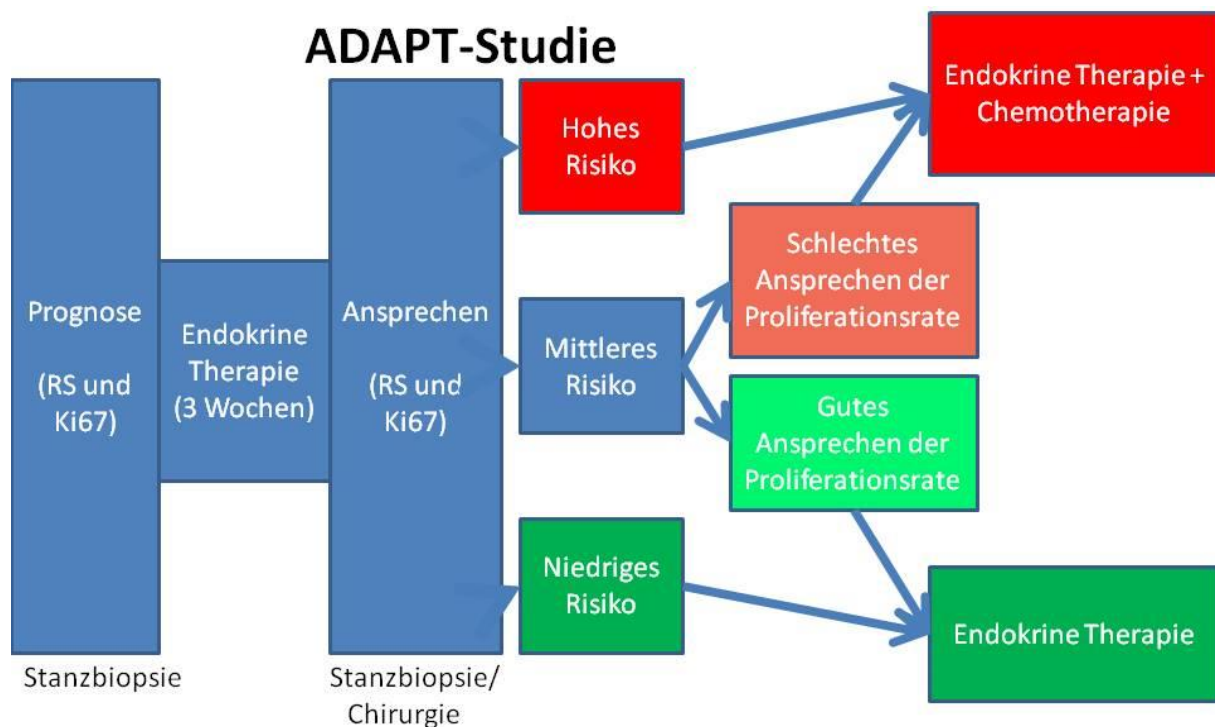 ADAPT-Studie
Prognose
(RS und
Ki67)
Stanzbiopsie
Endokrine
Therapie
(3 Wochen)
Ansprechen
(RS und
Ki67)
Stanzbiopsie/
Chirurgie
Hohes
Risiko
Mittleres
Risiko
Niedriges
Risiko
Schlechtes
Ansprechen der
Proliferationsrate
Gutes
Ansprechen der
Proliferationsrate
Endokrine Therapie +
Chemotherapie
Endokrine Therapie